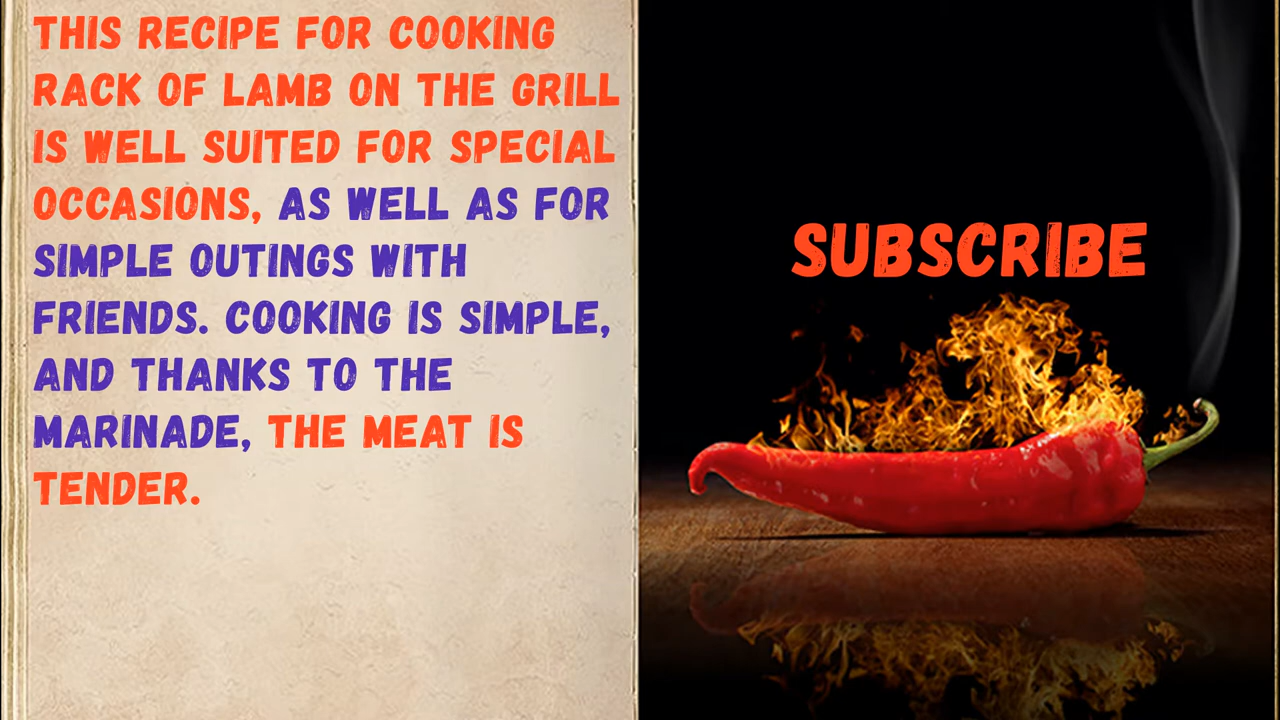 THIS RECIPE FOR COOKING
RACK OF LAMB ON THE GRILL
IS WELL SUITED FOR SPECIAL
OCCASIONS, AS WELL AS FOR
SIMPLE OUTINGS WITH
FRIENDS. COOKING IS SIMPLE,
AND THANKS TO THE
MARINADE, THE MEAT IS
TENDER.
SUBSCRIBE